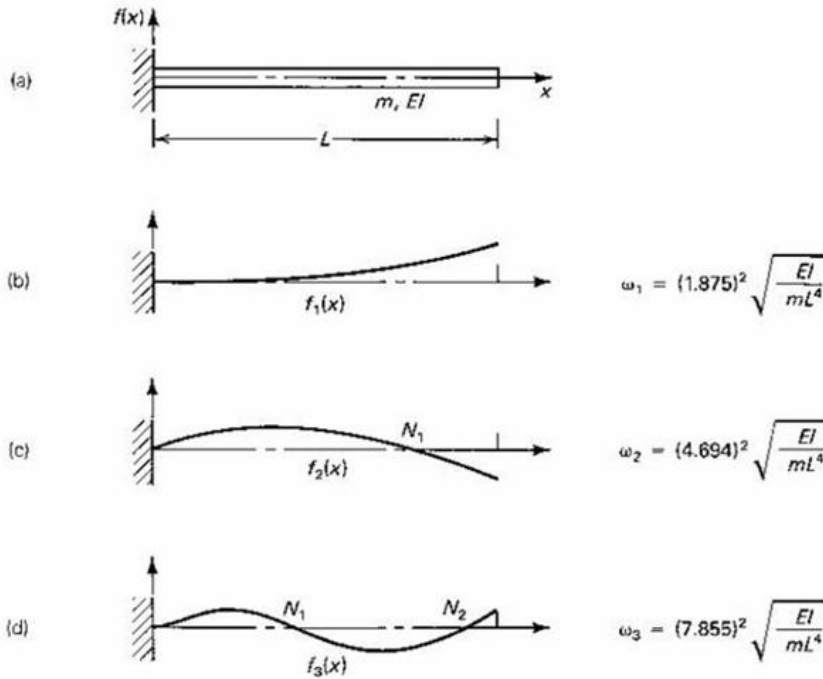 f(x)
(a)
x
m, EI
L
(b)
f₁(x)
ω₁ = (1.875)² √(EI / mL⁴)
(c)
N₁
f₂(x)
ω₂ = (4.694)² √(EI / mL⁴)
(d)
N₁
N₂
f₃(x)
ω₃ = (7.855)² √(EI / mL⁴)